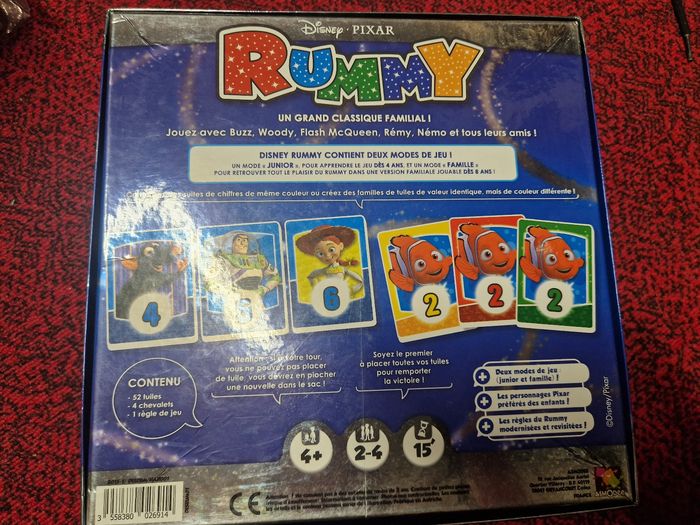 Disney · PIXAR
RUMMY
UN GRAND CLASSIQUE FAMILIAL !
Jouez avec Buzz, Woody, Flash McQueen, Rémy, Némo et tous leurs amis !
DISNEY RUMMY CONTIENT DEUX MODES DE JEU !
UN MODE « JUNIOR », POUR APPRENDRE LE JEU DÈS 4 ANS, ET UN MODE « FAMILLE »
POUR RETROUVER TOUT LE PLAISIR DU RUMMY DANS UNE VERSION FAMILIALE JOUABLE DÈS 8 ANS !
suites de chiffres de même couleur ou créez des familles de tuiles de valeur identique, mais de couleur différente !
4
5
6
2
2
2
CONTENU
- 52 tuiles
- 4 chevalets
- 1 règle de jeu
Attention : si à votre tour,
vous ne pouvez pas placer
de tuile, vous devrez en piocher
une nouvelle dans le sac !
Soyez le premier
à placer toutes vos tuiles
pour remporter
la victoire !
+ Deux modes de jeu
(junior et famille) !
+ Les personnages Pixar
préférés des enfants !
+ Les règles du Rummy
modernisées et revisitées !
©Disney/Pixar
4+
2-4
15'
CE
Attention !
ASMODEE
FRANCE
ASMODEE
3 558380 026914